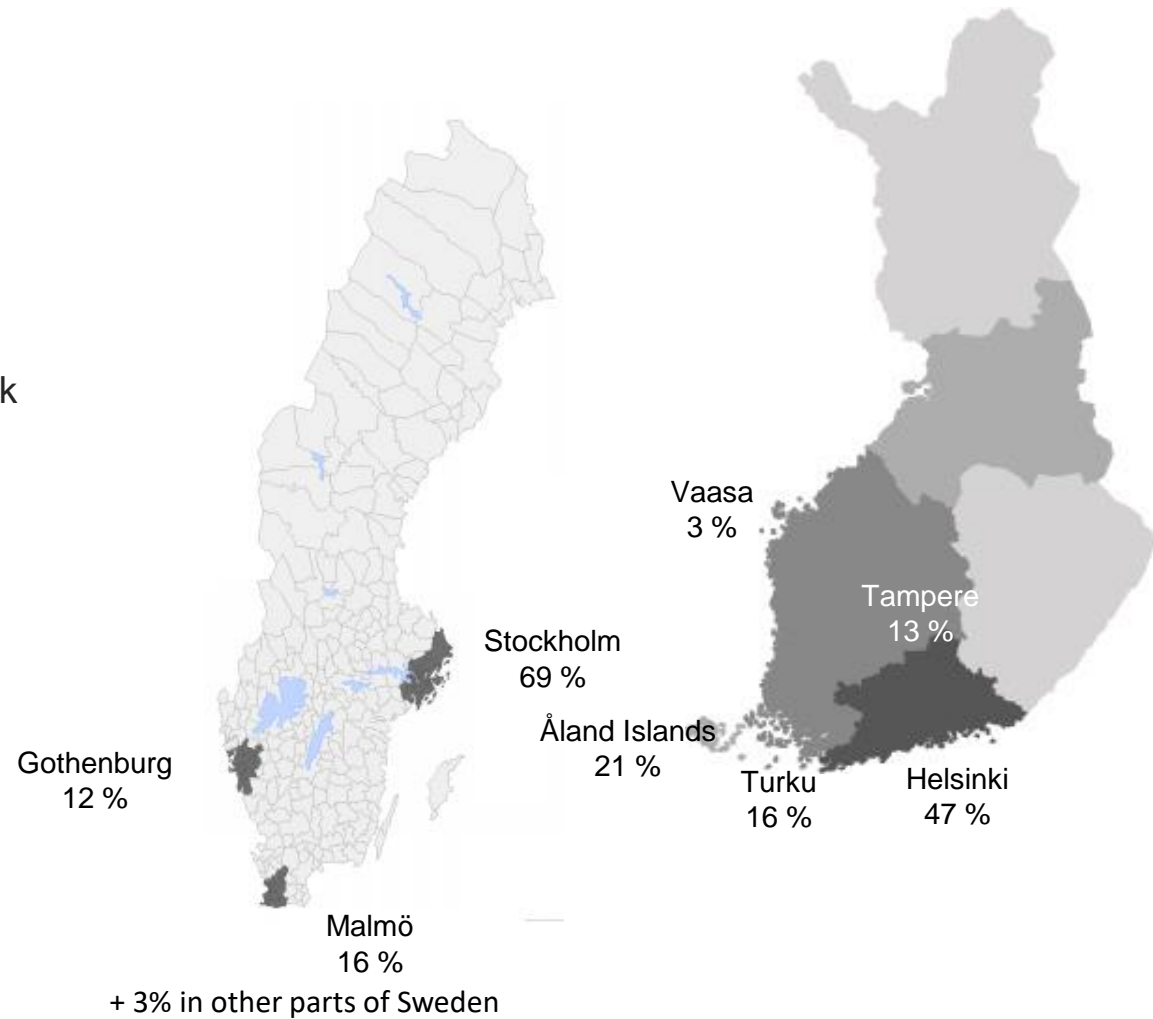 k
Vaasa
3 %
Tampere
13 %
Stockholm
69 %
Åland Islands
21 %
Gothenburg
12 %
Turku
16 %
Helsinki
47 %
Malmö
16 %
+ 3% in other parts of Sweden